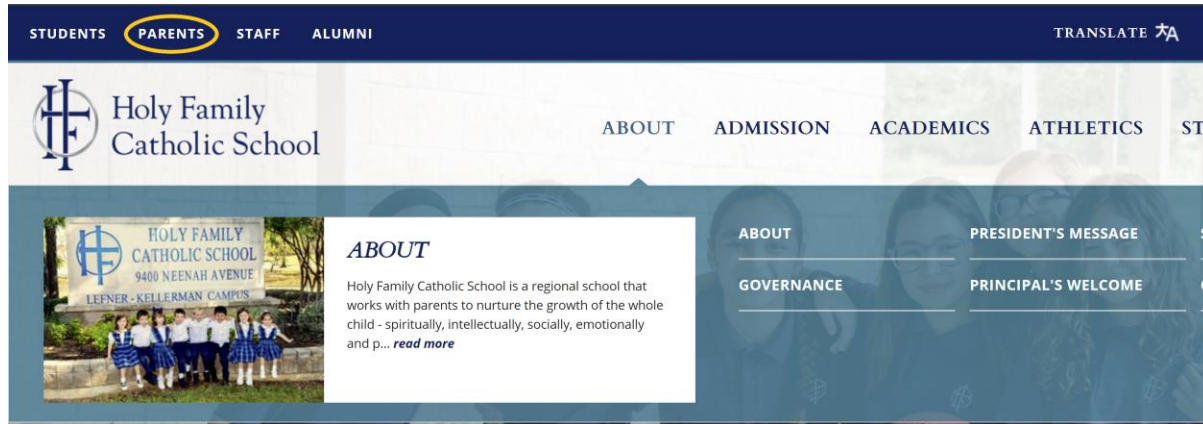 STUDENTS PARENTS STAFF ALUMNI TRANSLATE
Holy Family
Catholic School
ABOUT ADMISSION ACADEMICS ATHLETICS ST
HOLY FAMILY
CATHOLIC SCHOOL
9400 NEENAH AVENUE
LEFNER-KELLERMAN CAMPUS
ABOUT
Holy Family Catholic School is a regional school that
works with parents to nurture the growth of the whole
child - spiritually, intellectually, socially, emotionally
and p... read more
ABOUT PRESIDENT'S MESSAGE
GOVERNANCE PRINCIPAL'S WELCOME